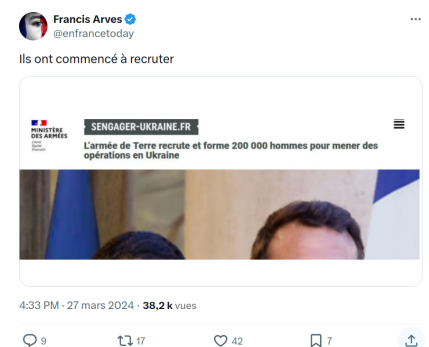 Francis Arves
@enfrancetoday
Ils ont commencé à recruter
MINISTÈRE
DES ARMÉES
SENGAGER-UKRAINE.FR
L'armée de Terre recrute et forme 200 000 hommes pour mener des
opérations en Ukraine
4:33 PM · 27 mars 2024 · 38,2 k vues
9
17
42
7